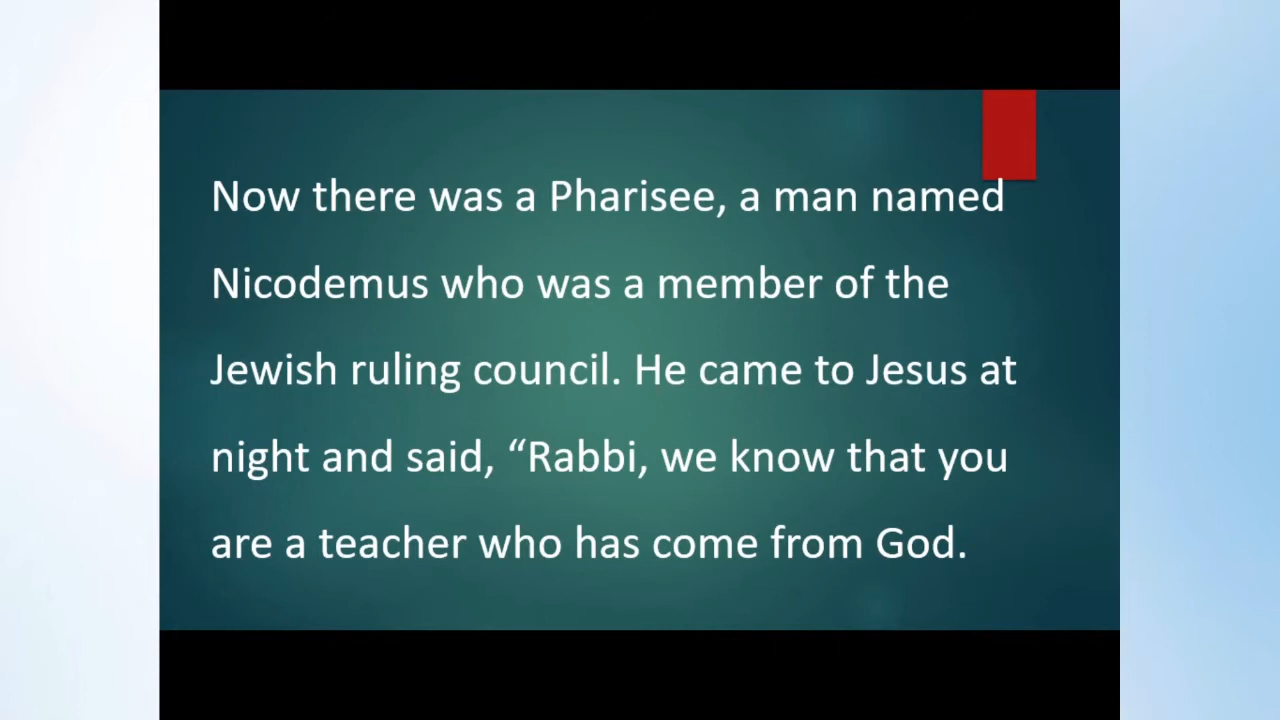 Now there was a Pharisee, a man named
Nicodemus who was a member of the
Jewish ruling council. He came to Jesus at
night and said, “Rabbi, we know that you
are a teacher who has come from God.